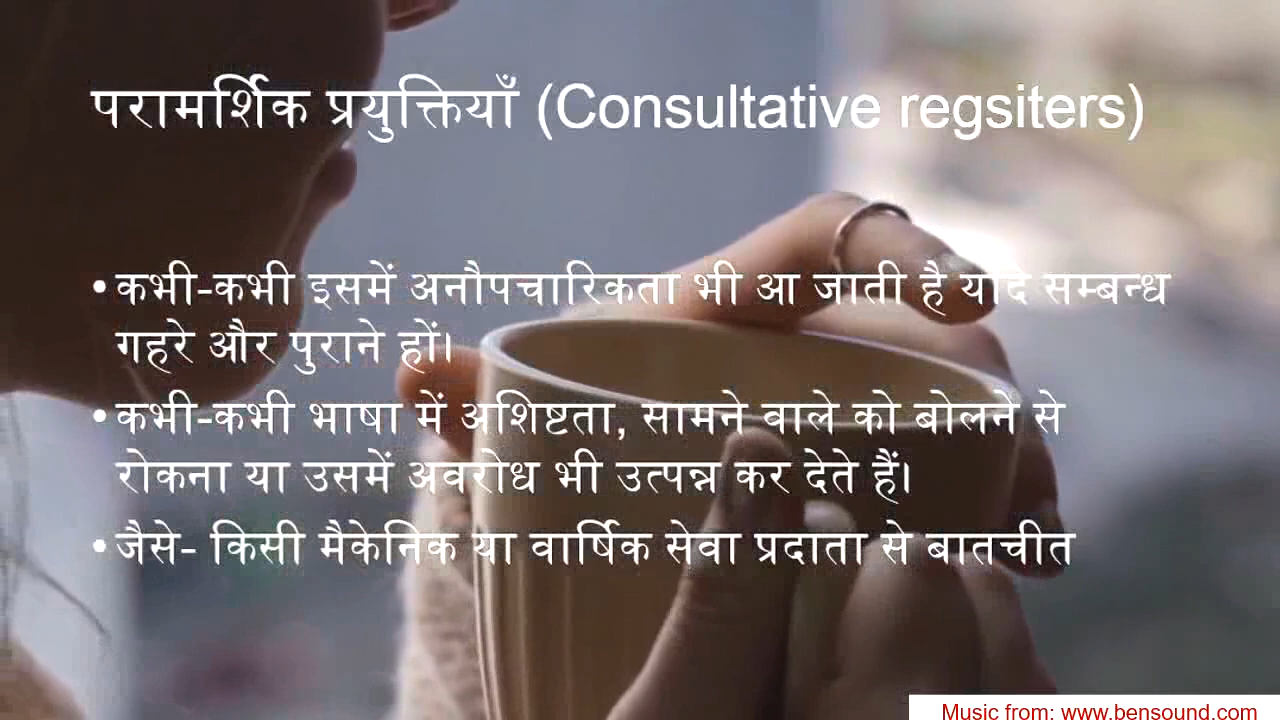 परामर्शिक प्रयुक्तियाँ (Consultative regsiters)
• कभी-कभी इसमें अनौपचारिकता भी आ जाती है यदि सम्बन्ध
गहरे और पुराने हों।
• कभी-कभी भाषा में अशिष्टता, सामने वाले को बोलने से
रोकना या उसमें अवरोध भी उत्पन्न कर देते हैं।
• जैसे- किसी मैकेनिक या वार्षिक सेवा प्रदाता से बातचीत
Music from: www.bensound.com